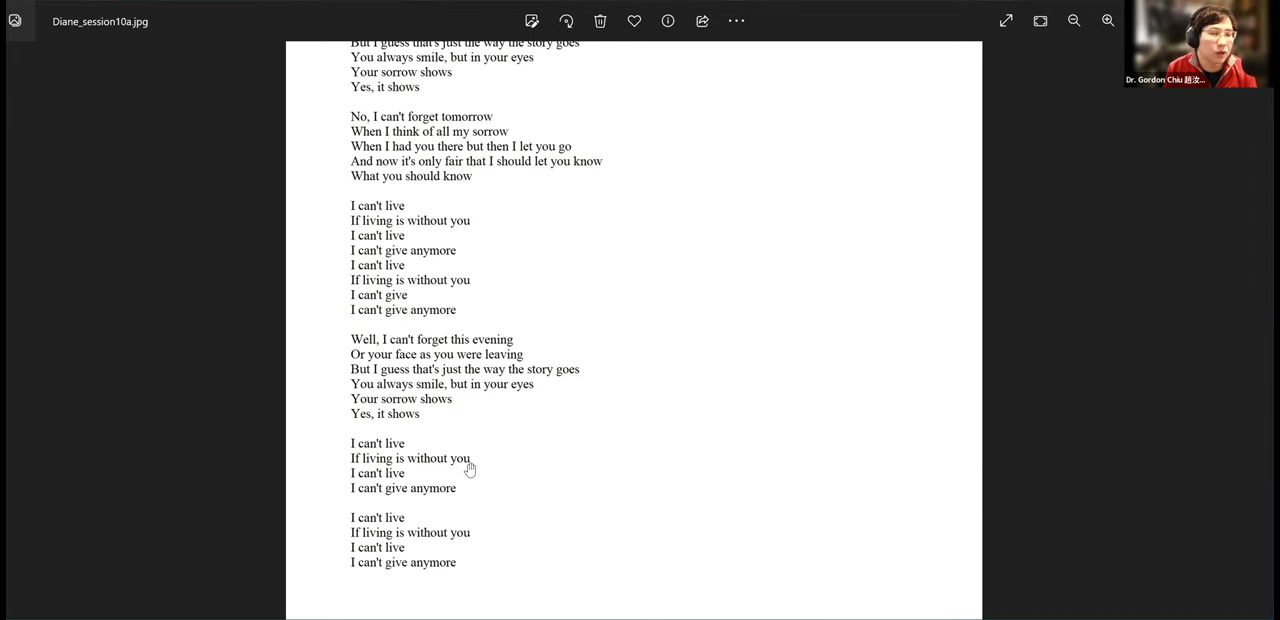 Diane_session10a.jpg
Dr. Gordon Chiu 趙汝...
But I guess that's just the way the story goes
You always smile, but in your eyes
Your sorrow shows
Yes, it shows
No, I can't forget tomorrow
When I think of all my sorrow
When I had you there but then I let you go
And now it's only fair that I should let you know
What you should know
I can't live
If living is without you
I can't live
I can't give anymore
I can't live
If living is without you
I can't give
I can't give anymore
Well, I can't forget this evening
Or your face as you were leaving
But I guess that's just the way the story goes
You always smile, but in your eyes
Your sorrow shows
Yes, it shows
I can't live
If living is without you
I can't live
I can't give anymore
I can't live
If living is without you
I can't live
I can't give anymore